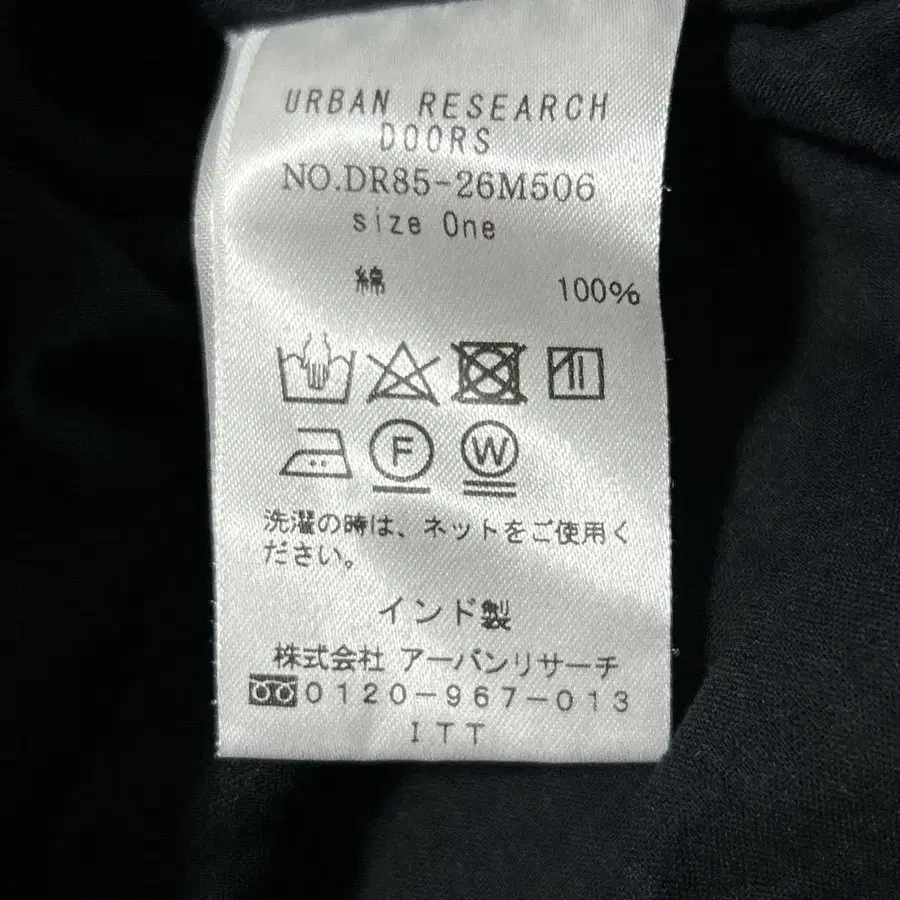 URBAN RESEARCH
DOORS
NO.DR85-26M506
size One
綿 100%
F W
洗濯の時は、ネットをご使用く
ださい。
インド製
株式会社 アーバンリサーチ
0120-967-013
ITT